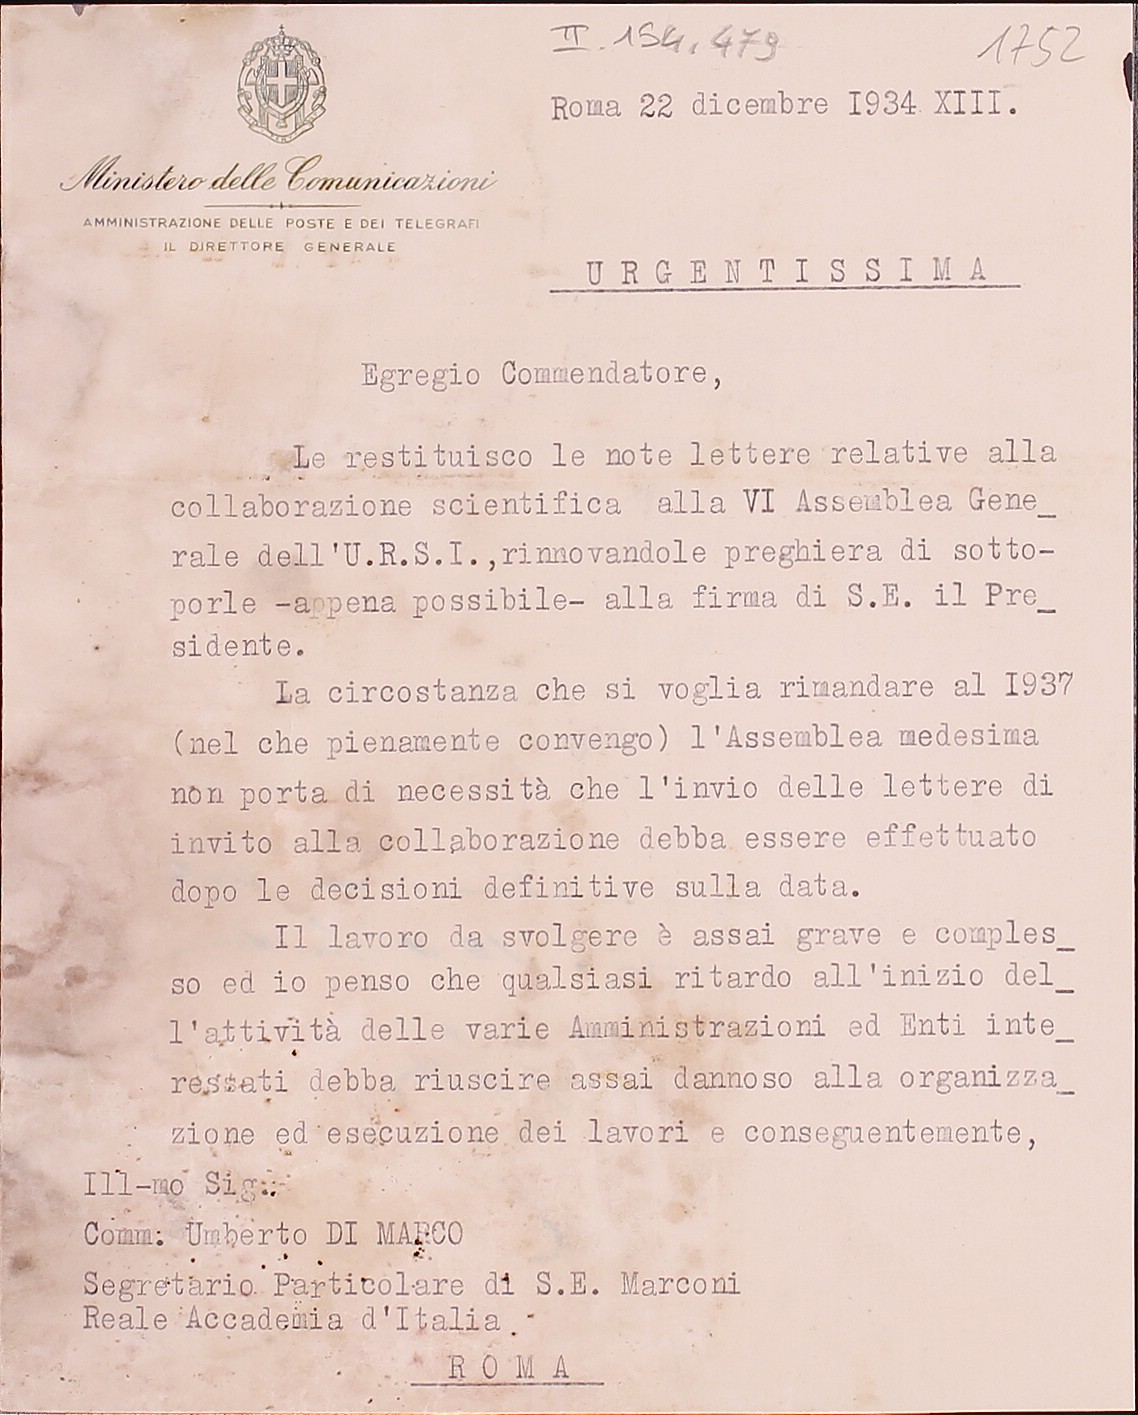 II. 154, 479
1752
Roma 22 dicembre 1934 XIII.
Ministero delle Comunicazioni
AMMINISTRAZIONE DELLE POSTE E DEI TELEGRAFI
IL DIRETTORE GENERALE
URGENTISSIMA
Egregio Commendatore,
Le restituisco le note lettere relative alla
collaborazione scientifica alla VI Assemblea Gene_
rale dell'U.R.S.I.,rinnovandole preghiera di sotto-
porle -appena possibile- alla firma di S.E. il Pre_
sidente.
La circostanza che si voglia rimandare al 1937
(nel che pienamente convengo) l'Assemblea medesima
non porta di necessità che l'invio delle lettere di
invito alla collaborazione debba essere effettuato
dopo le decisioni definitive sulla data.
Il lavoro da svolgere è assai grave e comples_
so ed io penso che qualsiasi ritardo all'inizio del_
l'attività delle varie Amministrazioni ed Enti inte_
ressati debba riuscire assai dannoso alla organizza_
zione ed esecuzione dei lavori e conseguentemente,
Ill-mo Sig.
Comm: Umberto DI MARCO
Segretario Particolare di S.E. Marconi
Reale Accademia d'Italia.-
ROMA